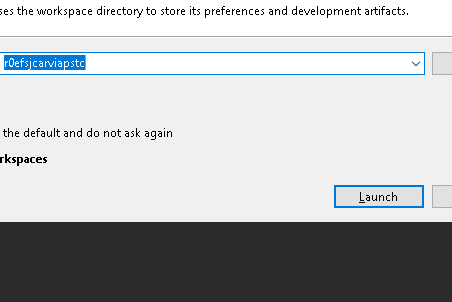 ses the workspace directory to store its preferences and development artifacts.
r0efsjcarviapstc
the default and do not ask again
rkspaces
Launch